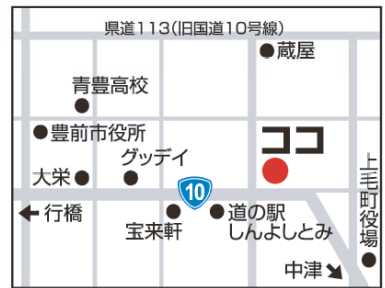 県道113(旧国道10号線)
蔵屋
青豊高校
豊前市役所
ココ
グッデイ
大栄
10
上毛町役場
行橋
宝来軒
道の駅
しんよしとみ
中津